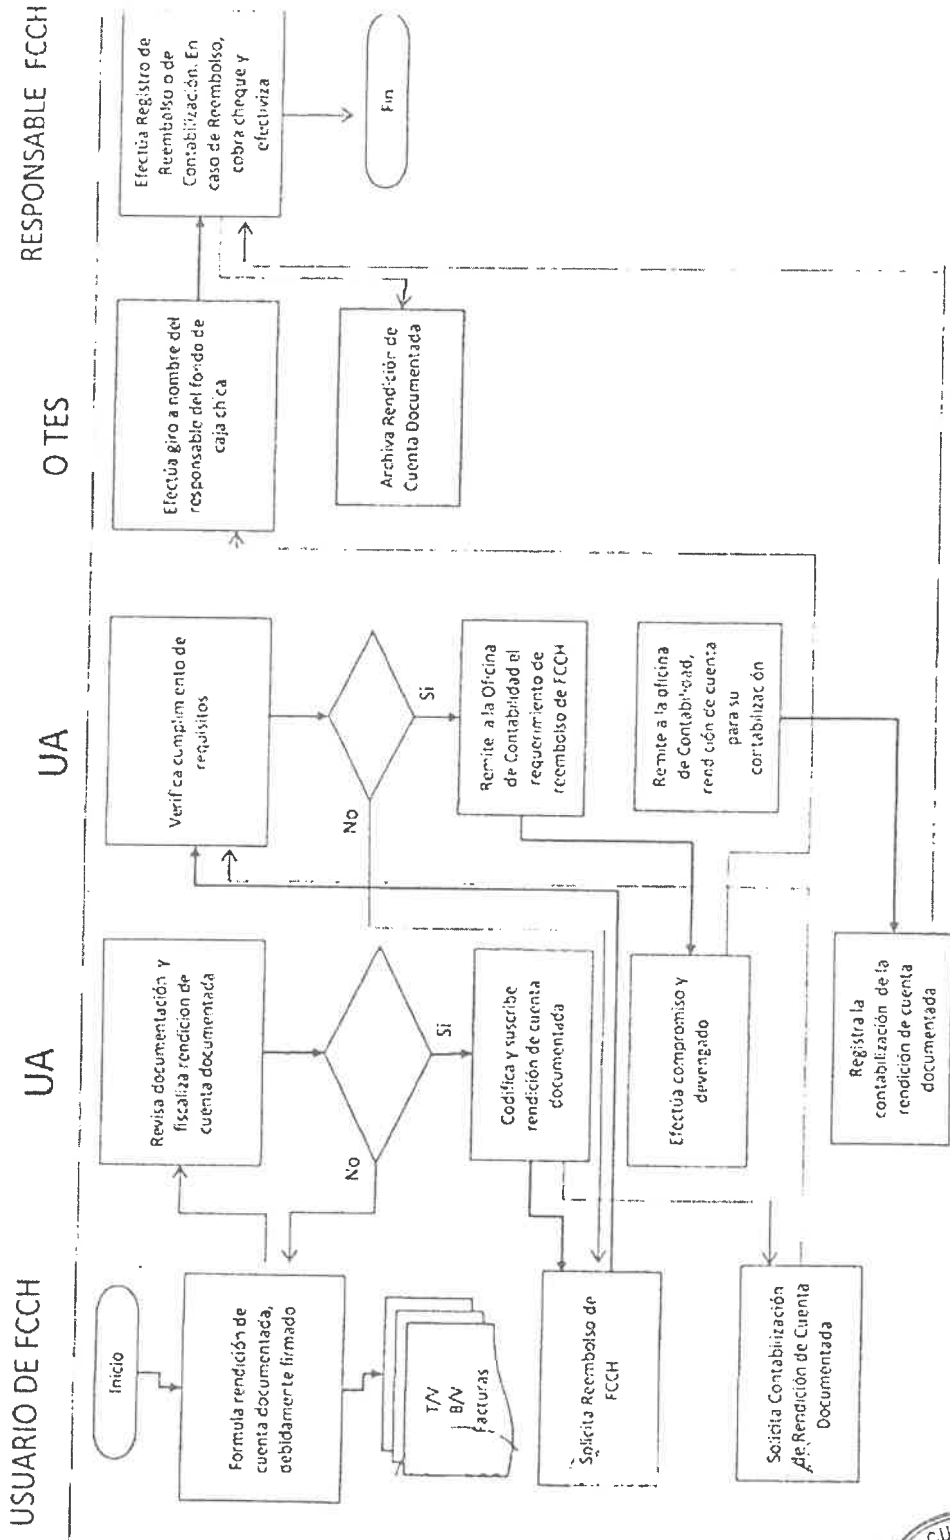 USUARIO DE FCCH
UA
UA
O TES
RESPONSABLE FCCH
Inicio
Formula rendición de
cuenta documentada,
debidamente firmado
T/V
B/V
Facturas
Solicita Reembolso de
FCCH
Solicita Contabilización
de Rendición de Cuenta
Documentada
Revisa documentación y
fiscaliza rendicion de
cuenta documentada
No
Si
Codifica y suscribe
rendición de cuenta
documentada
Efectúa compromiso y
devengado
Registra la
contabilización de la
rendición de cuenta
documentada
Verifica cumplimento de
requisitos
No
Si
Remite a la Oficina
de Contabilidad el
requerimiento de
reembolso de FCCH
Remite a la oficina
de Contabilidad,
rendición de cuenta
para su
contabilización
Efectúa giro a nombre del
responsable del fondo de
caja chica
Archiva Rendición de
Cuenta Documentada
Efectúa Registro de
Reembolso o de
Contabilización. En
caso de Reembolso,
cobra cheque y
efectiviza
Fin